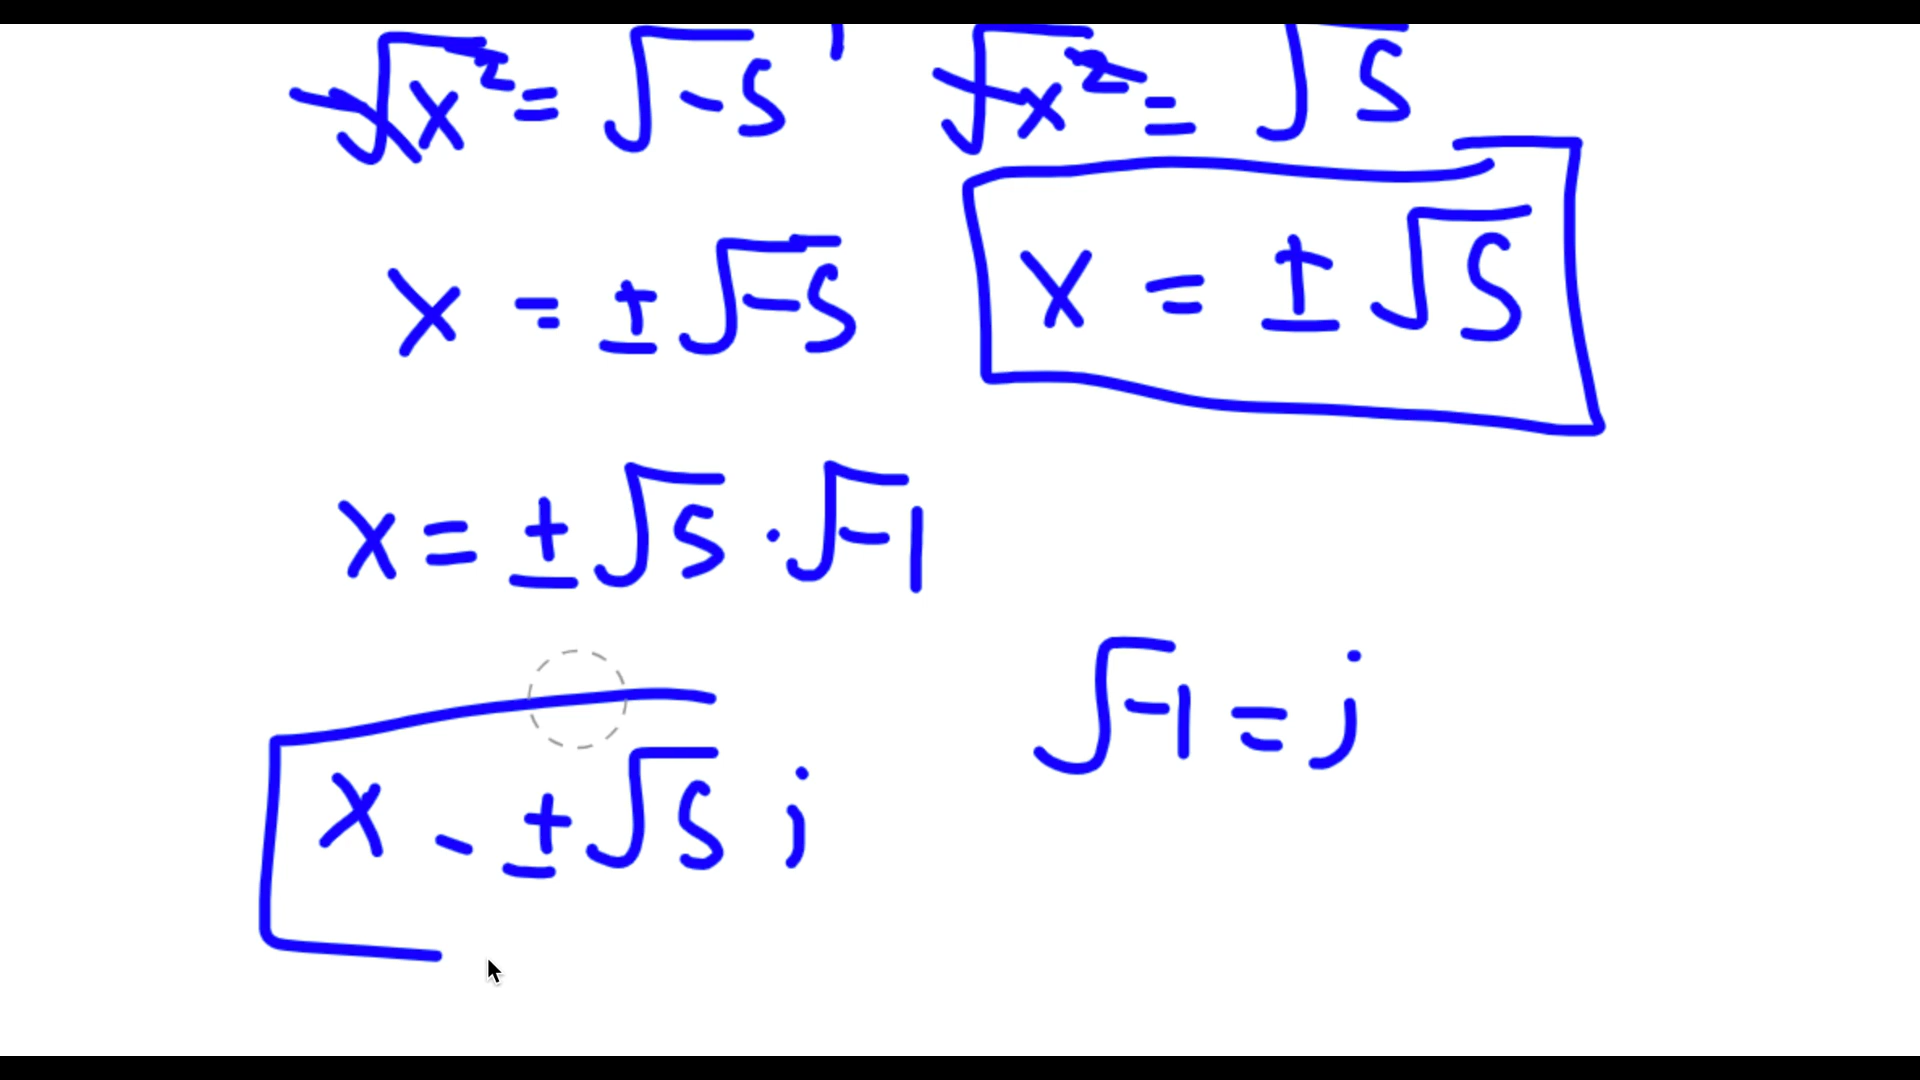 √x² = √-5    √x² = √5
x = ±√-5    x = ±√5
x = ±√5 · √-1
√-1 = i
x - ±√5 i